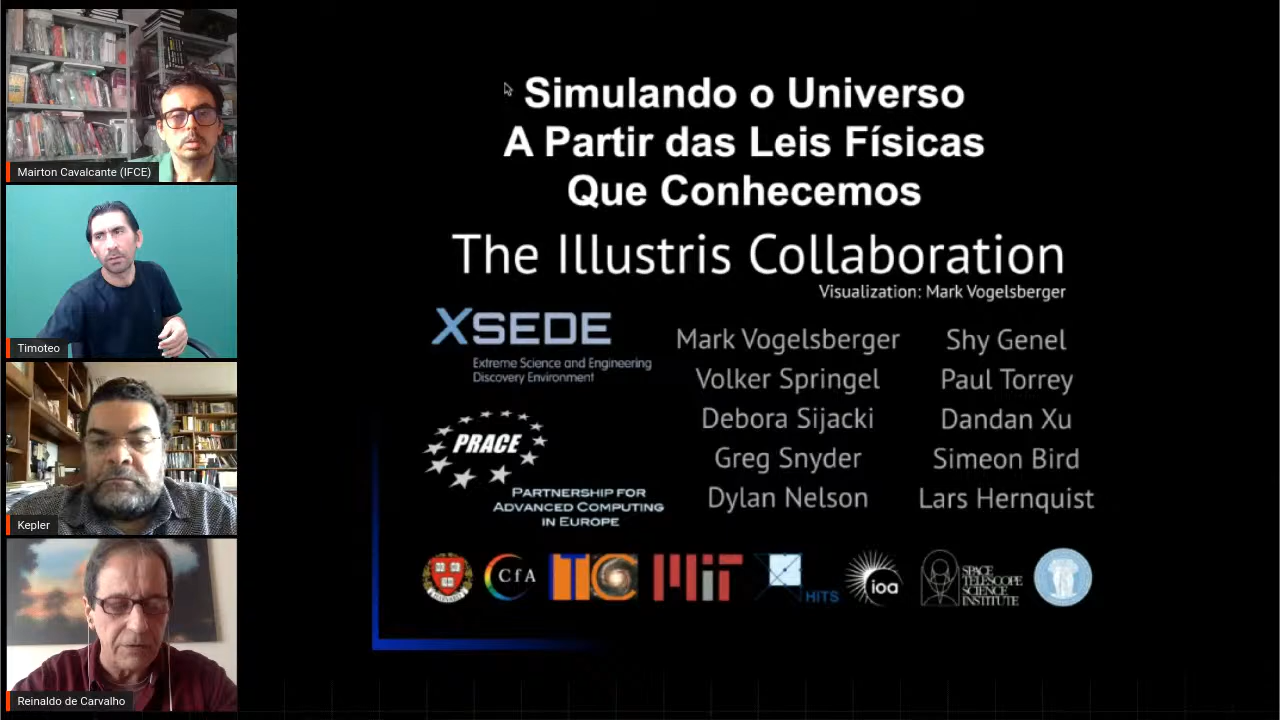 Mairton Cavalcante (IFCE)
Timoteo
Kepler
Reinaldo de Carvalho
Simulando o Universo
A Partir das Leis Físicas
Que Conhecemos
The Illustris Collaboration
Visualization: Mark Vogelsberger
XSEDE
Extreme Science and Engineering
Discovery Environment
PRACE
PARTNERSHIP FOR
ADVANCED COMPUTING
IN EUROPE
Mark Vogelsberger
Shy Genel
Volker Springel
Paul Torrey
Debora Sijacki
Dandan Xu
Greg Snyder
Simeon Bird
Dylan Nelson
Lars Hernquist
CfA
ITC
MIT
HITS
ioa
SPACE
TELESCOPE
SCIENCE
INSTITUTE